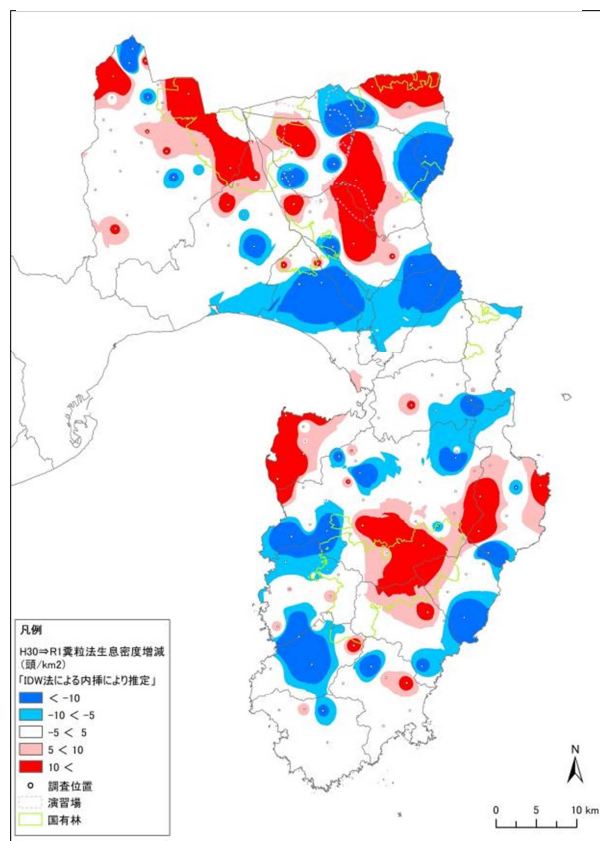 凡例
H30⇒R1糞粒法生息密度増減
(頭/km2)
「IDW法による内挿により推定」
< -10
-10 < -5
-5 < 5
5 < 10
10 <
調査位置
演習場
国有林
N
0 5 10 km